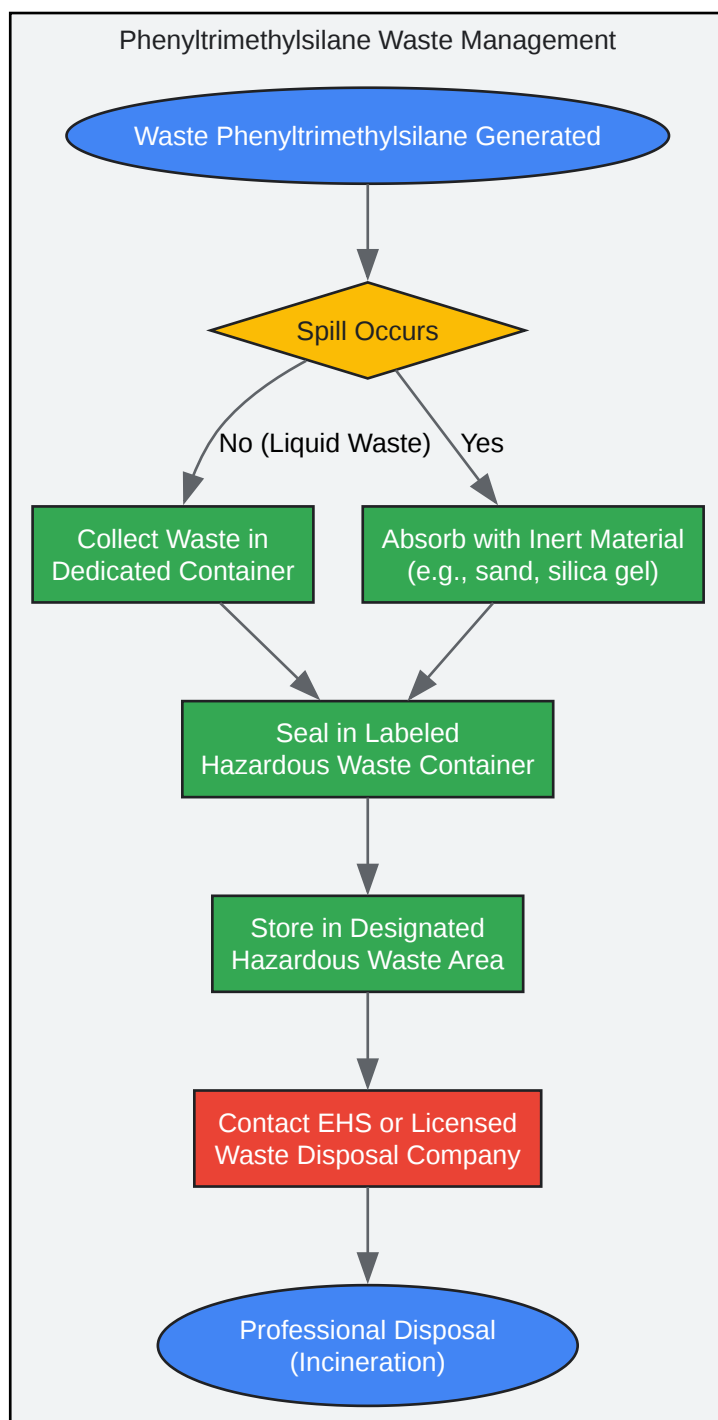 Phenyltrimethylsilane Waste Management
Waste Phenyltrimethylsilane Generated
Spill Occurs
No (Liquid Waste)
Yes
Collect Waste in
Dedicated Container
Absorb with Inert Material
(e.g., sand, silica gel)
Seal in Labeled
Hazardous Waste Container
Store in Designated
Hazardous Waste Area
Contact EHS or Licensed
Waste Disposal Company
Professional Disposal
(Incineration)